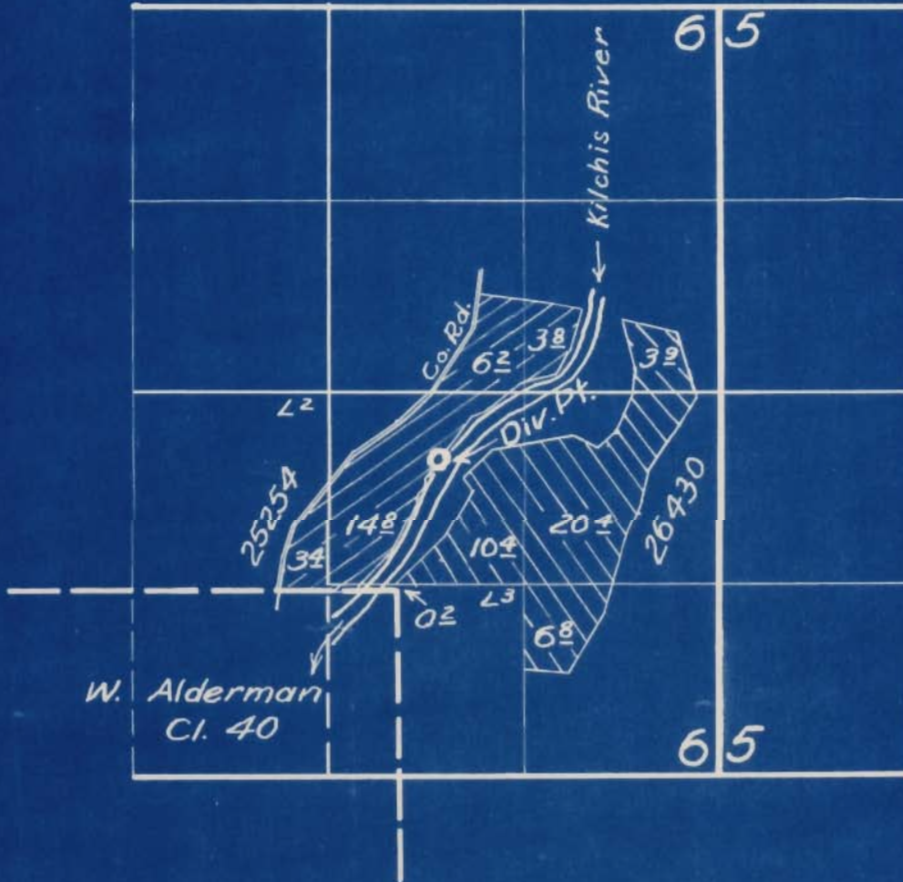 6 5
Kilchis River
Co. Rd.
6 2
3 8
3 9
L2
Div. Pt.
25254
14 8
20 4
26430
3 4
10 4
0 2
L3
6 8
W. Alderman
Cl. 40
6 5